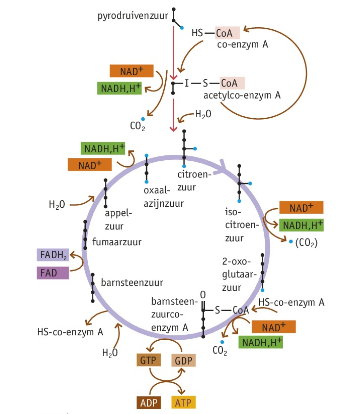 pyrodruivenzuur
HS—CoA
co-enzym A
NAD⁺
NADH,H⁺
I—S—CoA
acetylco-enzym A
CO₂
H₂O
NADH,H⁺
NAD⁺
citroen-
zuur
oxaal-
azijnzuur
H₂O
appel-
zuur
iso-
citroen-
zuur
NAD⁺
NADH,H⁺
(CO₂)
fumaarzuur
FADH₂
FAD
2-oxo-
glutaar-
zuur
barnsteenzuur
barnsteen-
zuurco-
enzym A
O
S—CoA
HS-co-enzym A
NAD⁺
NADH,H⁺
CO₂
HS-co-enzym A
H₂O
GTP
GDP
ADP
ATP